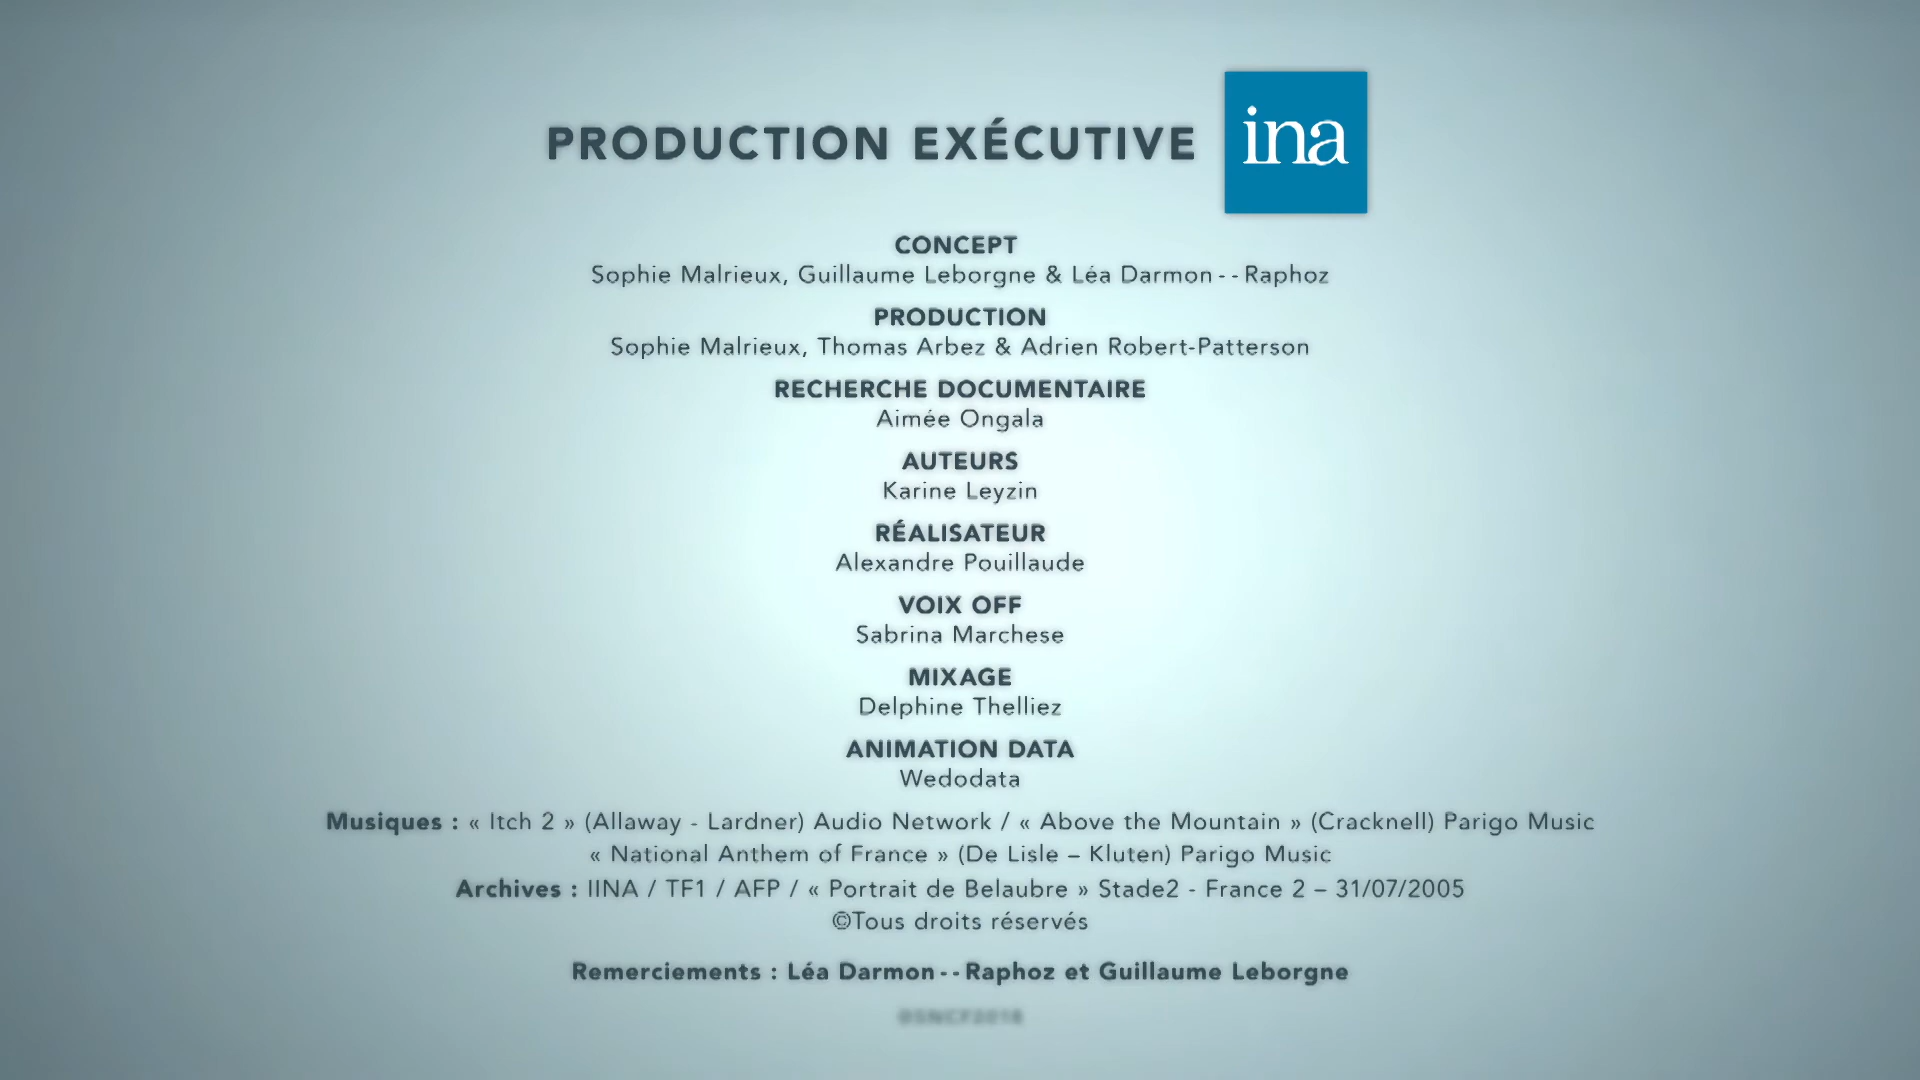 PRODUCTION EXÉCUTIVE ina
CONCEPT
Sophie Malrieux, Guillaume Leborgne & Léa Darmon - - Raphoz
PRODUCTION
Sophie Malrieux, Thomas Arbez & Adrien Robert-Patterson
RECHERCHE DOCUMENTAIRE
Aimée Ongala
AUTEURS
Karine Leyzin
RÉALISATEUR
Alexandre Pouillaude
VOIX OFF
Sabrina Marchese
MIXAGE
Delphine Thelliez
ANIMATION DATA
Wedodata
Musiques : « Itch 2 » (Allaway - Lardner) Audio Network / « Above the Mountain » (Cracknell) Parigo Music
« National Anthem of France » (De Lisle – Kluten) Parigo Music
Archives : IINA / TF1 / AFP / « Portrait de Belaubre » Stade2 - France 2 – 31/07/2005
©Tous droits réservés
Remerciements : Léa Darmon - - Raphoz et Guillaume Leborgne